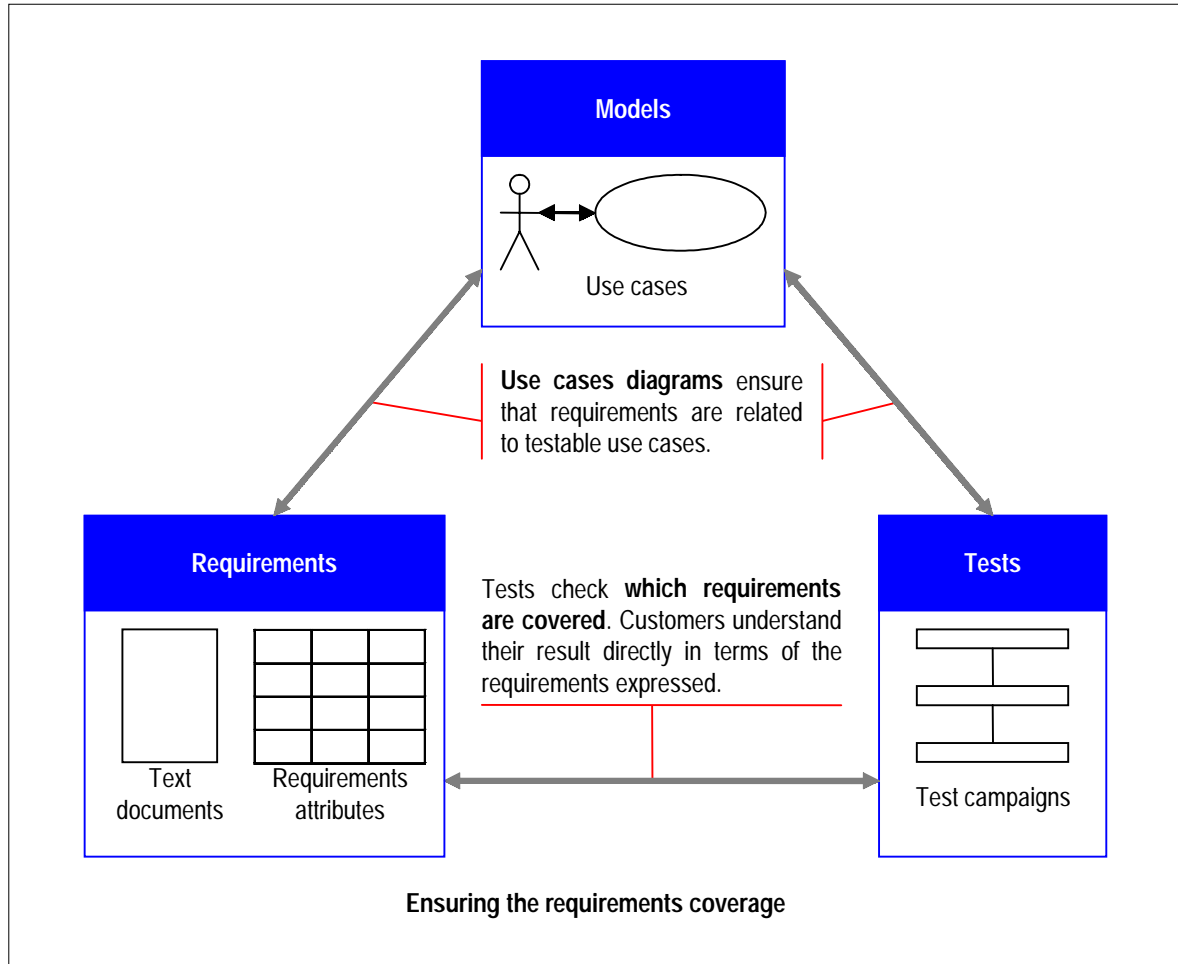 Models
Use cases
Use cases diagrams ensure
that requirements are related
to testable use cases.
Requirements
Text
documents
Requirements
attributes
Tests check which requirements
are covered. Customers understand
their result directly in terms of the
requirements expressed.
Tests
Test campaigns
Ensuring the requirements coverage